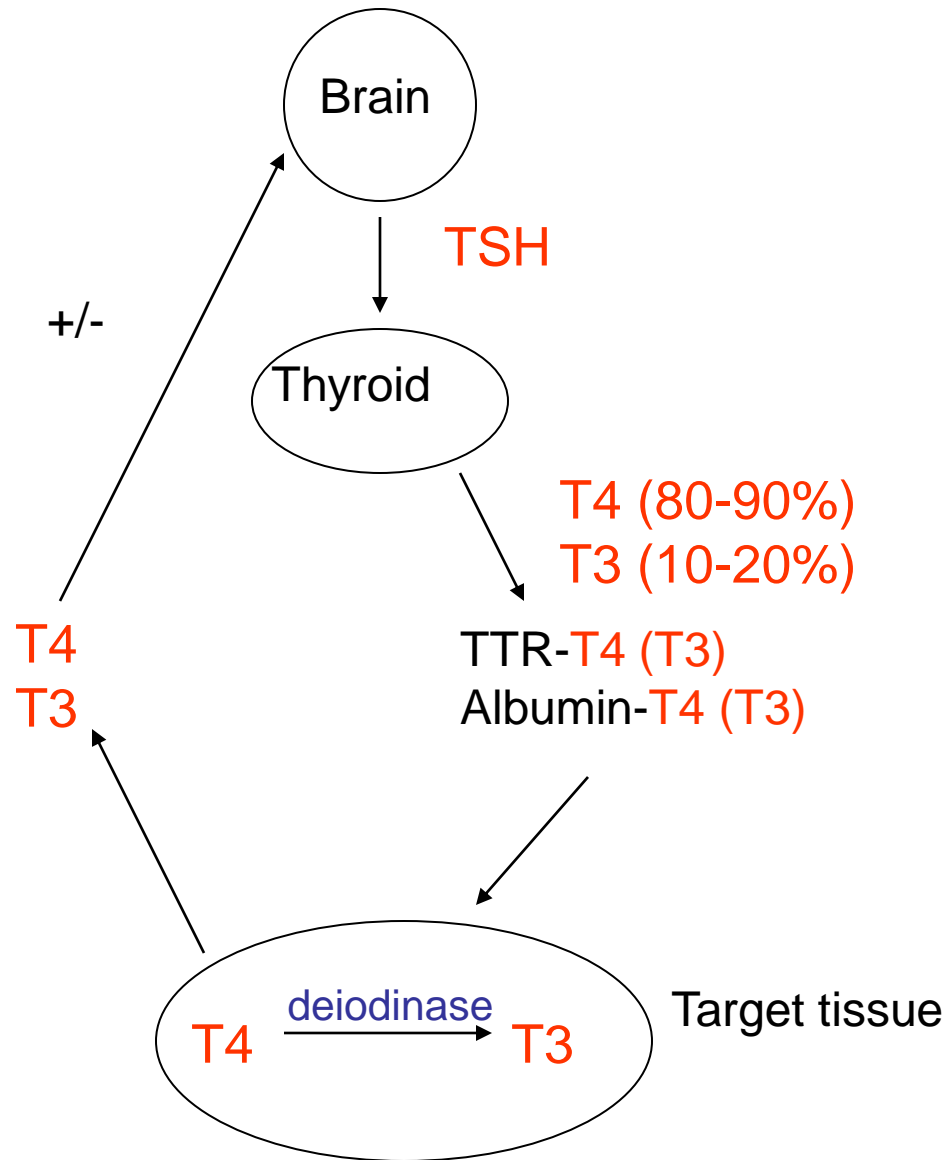 Brain
TSH
+/-
Thyroid
T4 (80-90%)
T3 (10-20%)
TTR-T4 (T3)
Albumin-T4 (T3)
T4
T3
deiodinase
T4
T3
Target tissue